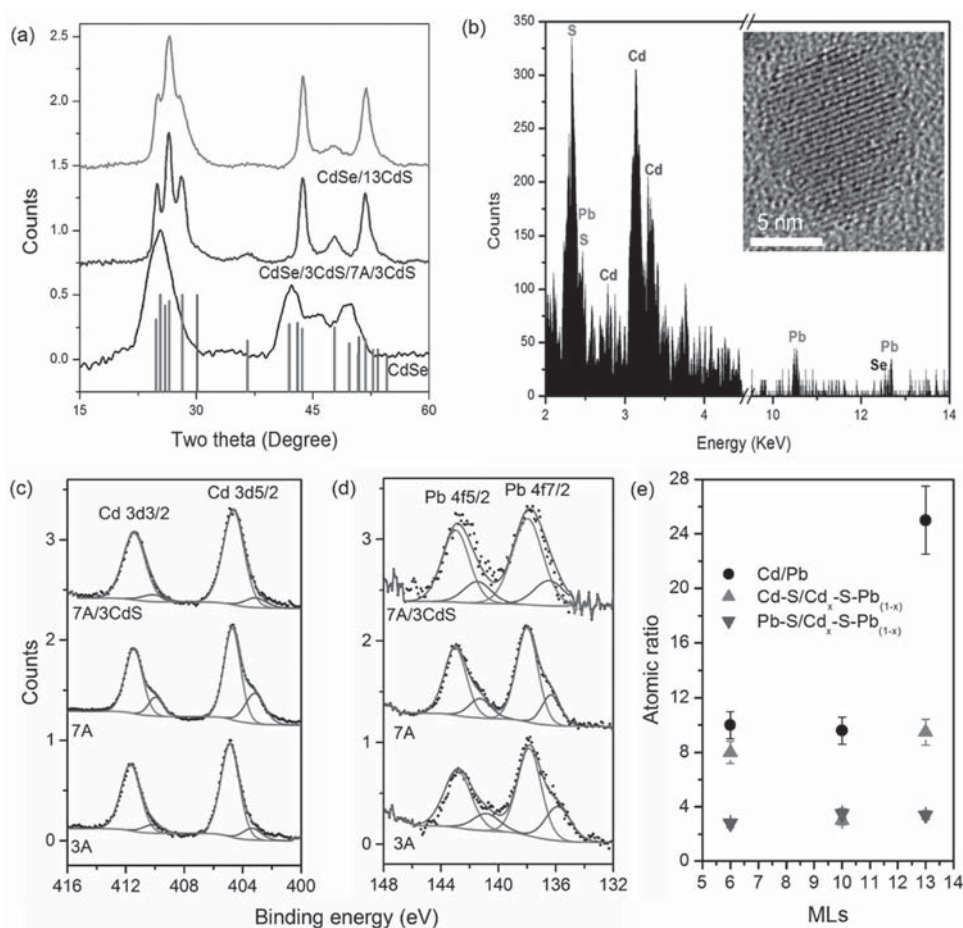 (a)
2.5
2.0
1.5
1.0
0.5
0.0
Counts
CdSe/13CdS
CdSe/3CdS/7A/3CdS
CdSe
15 30 45 60
Two theta (Degree)
(b)
350
300
250
200
150
100
50
0
Counts
S
Pb
S
Cd
Cd
Cd
Pb
Pb
Se
5 nm
2 3 4 10 12 14
Energy (KeV)
(c)
Cd 3d3/2
Cd 3d5/2
3
2
1
0
Counts
7A/3CdS
7A
3A
416 412 408 404 400
(d)
Pb 4f5/2
Pb 4f7/2
3
2
1
0
7A/3CdS
7A
3A
148 144 140 136 132
Binding energy (eV)
(e)
28
24
20
16
12
8
4
0
Atomic ratio
Cd/Pb
Cd-S/Cdₓ-S-Pb₍₁₋ₓ₎
Pb-S/Cdₓ-S-Pb₍₁₋ₓ₎
5 6 7 8 9 10 11 12 13 14
MLs